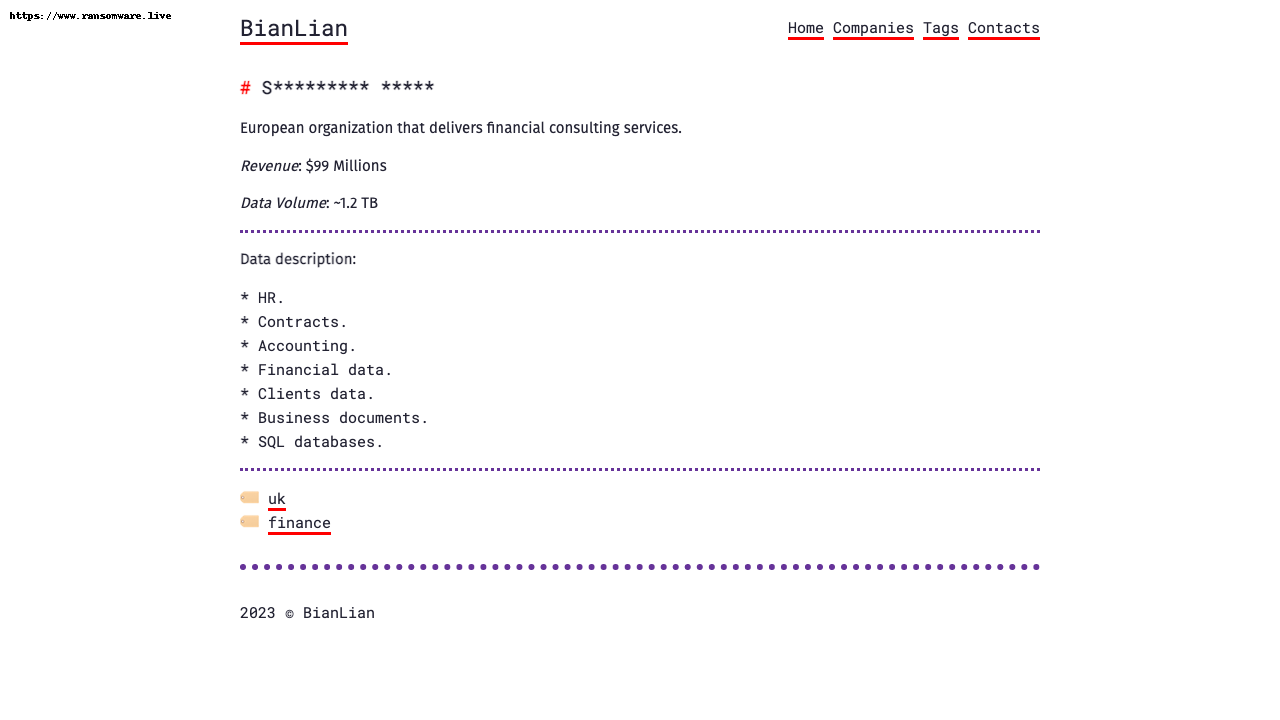 https://www.ransomware.live
BianLian
Home Companies Tags Contacts
# S********* *****
European organization that delivers financial consulting services.
Revenue: $99 Millions
Data Volume: ~1.2 TB
Data description:
* HR.
* Contracts.
* Accounting.
* Financial data.
* Clients data.
* Business documents.
* SQL databases.
uk
finance
2023 © BianLian